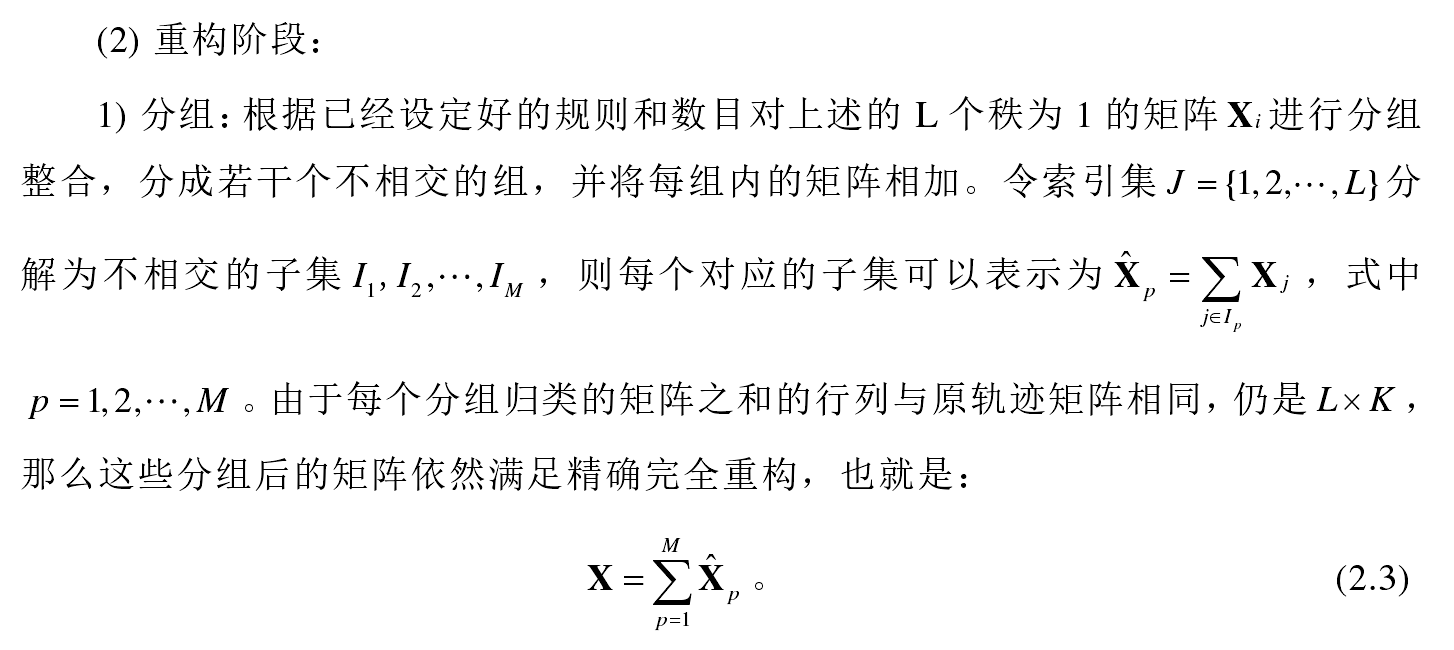 (2) 重构阶段：
1) 分组：根据已经设定好的规则和数目对上述的 L 个秩为 1 的矩阵 $\mathbf{X}_i$ 进行分组
整合，分成若干个不相交的组，并将每组内的矩阵相加。令索引集 $J=\{1,2,\cdots,L\}$ 分
解为不相交的子集 $I_1,I_2,\cdots,I_M$，则每个对应的子集可以表示为 $\hat{\mathbf{X}}_p=\sum_{j\in I_p}\mathbf{X}_j$，式中
$p=1,2,\cdots,M$。由于每个分组归类的矩阵之和的行列与原轨迹矩阵相同，仍是 $L\times K$，
那么这些分组后的矩阵依然满足精确完全重构，也就是：
$\mathbf{X}=\sum_{p=1}^{M}\hat{\mathbf{X}}_p$。 (2.3)